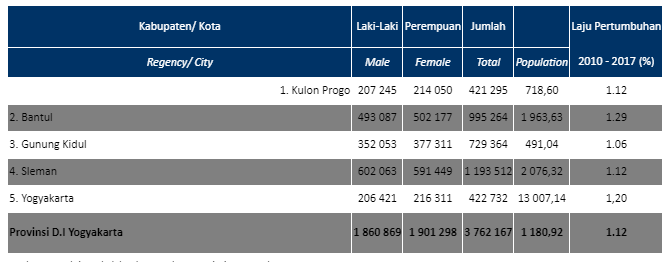 Kabupaten/ Kota Laki-Laki Perempuan Jumlah Laju Pertumbuhan
Regency/ City Male Female Total Population 2010 - 2017 (%)
1. Kulon Progo 207 245 214 050 421 295 718,60 1.12
2. Bantul 493 087 502 177 995 264 1 963,63 1.29
3. Gunung Kidul 352 053 377 311 729 364 491,04 1.06
4. Sleman 602 063 591 449 1 193 512 2 076,32 1.12
5. Yogyakarta 206 421 216 311 422 732 13 007,14 1,20
Provinsi D.I Yogyakarta 1 860 869 1 901 298 3 762 167 1 180,92 1.12